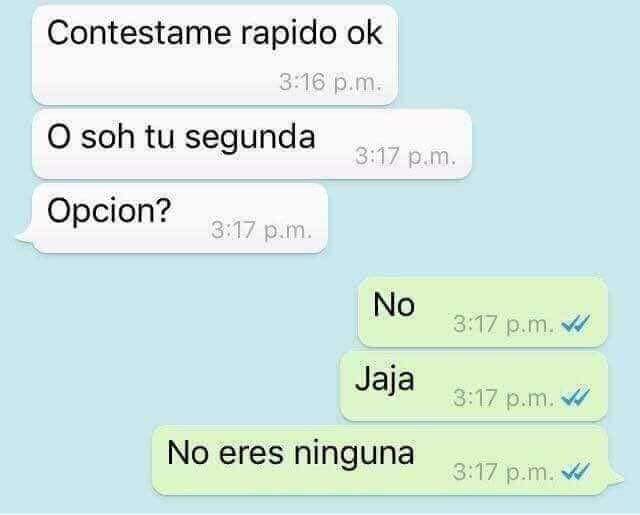 Contestame rapido ok
3:16 p.m.
O soh tu segunda
3:17 p.m.
Opcion?
3:17 p.m.
No
3:17 p.m.
Jaja
3:17 p.m.
No eres ninguna
3:17 p.m.